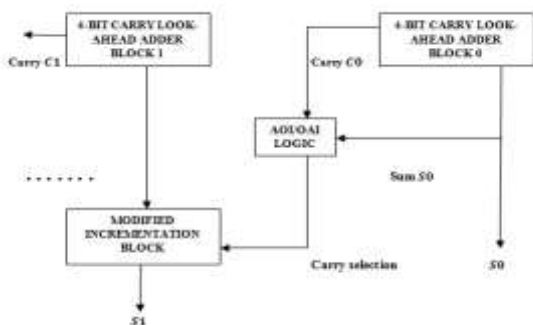 4-BIT CARRY LOOK-
AHEAD ADDER
BLOCK 1
4-BIT CARRY LOOK-
AHEAD ADDER
BLOCK 0
Carry C1
Carry C0
AOI/OAI
LOGIC
Sum S0
. . . . . . .
MODIFIED
INCREMENTATION
BLOCK
Carry selection
S0
S1